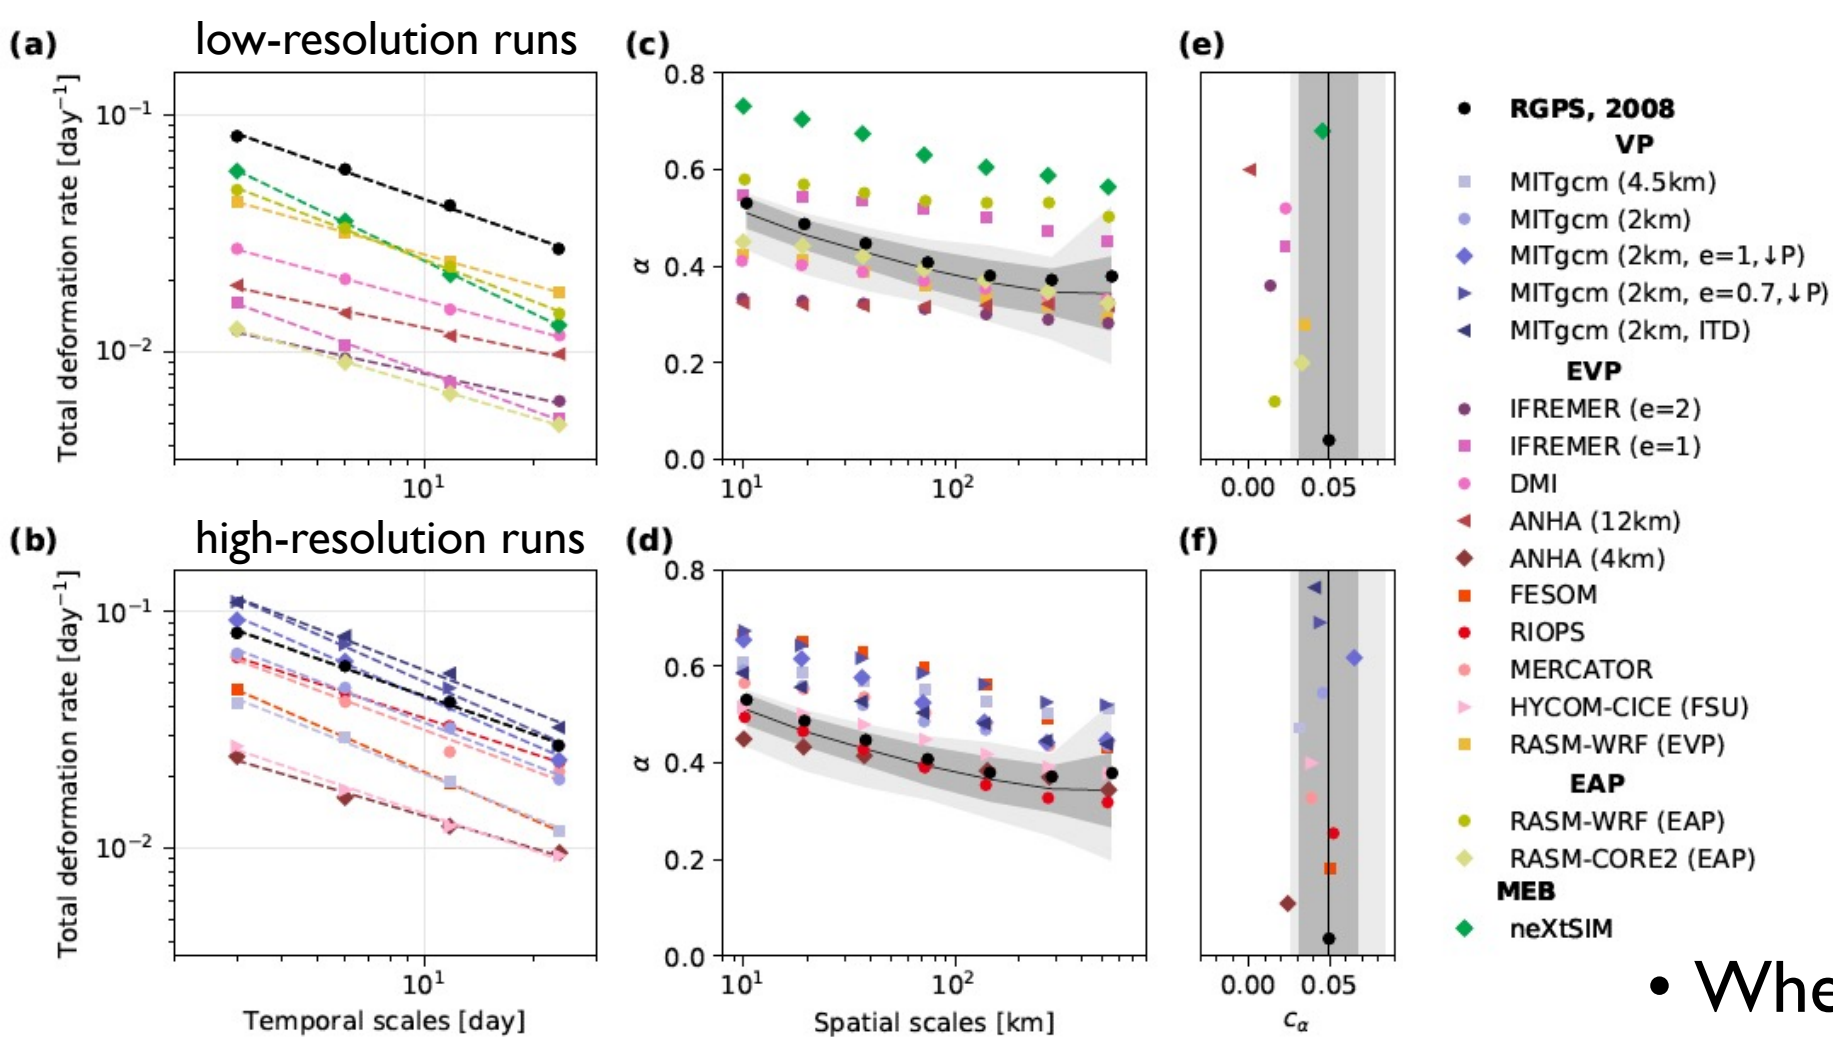 (a)
low-resolution runs
Total deformation rate [day⁻¹]
10⁻¹
10⁻²
10¹
(c)
α
0.8
0.6
0.4
0.2
0.0
10¹ 10²
(e)
0.00 0.05
(b)
high-resolution runs
Total deformation rate [day⁻¹]
10⁻¹
10⁻²
10¹
Temporal scales [day]
(d)
α
0.8
0.6
0.4
0.2
0.0
10¹ 10²
Spatial scales [km]
(f)
0.00 0.05
cα
RGPS, 2008
VP
MITgcm (4.5km)
MITgcm (2km)
MITgcm (2km, e=1,↓P)
MITgcm (2km, e=0.7,↓P)
MITgcm (2km, ITD)
EVP
IFREMER (e=2)
IFREMER (e=1)
DMI
ANHA (12km)
ANHA (4km)
FESOM
RIOPS
MERCATOR
HYCOM-CICE (FSU)
RASM-WRF (EVP)
EAP
RASM-WRF (EAP)
RASM-CORE2 (EAP)
MEB
neXtSIM
• Whe